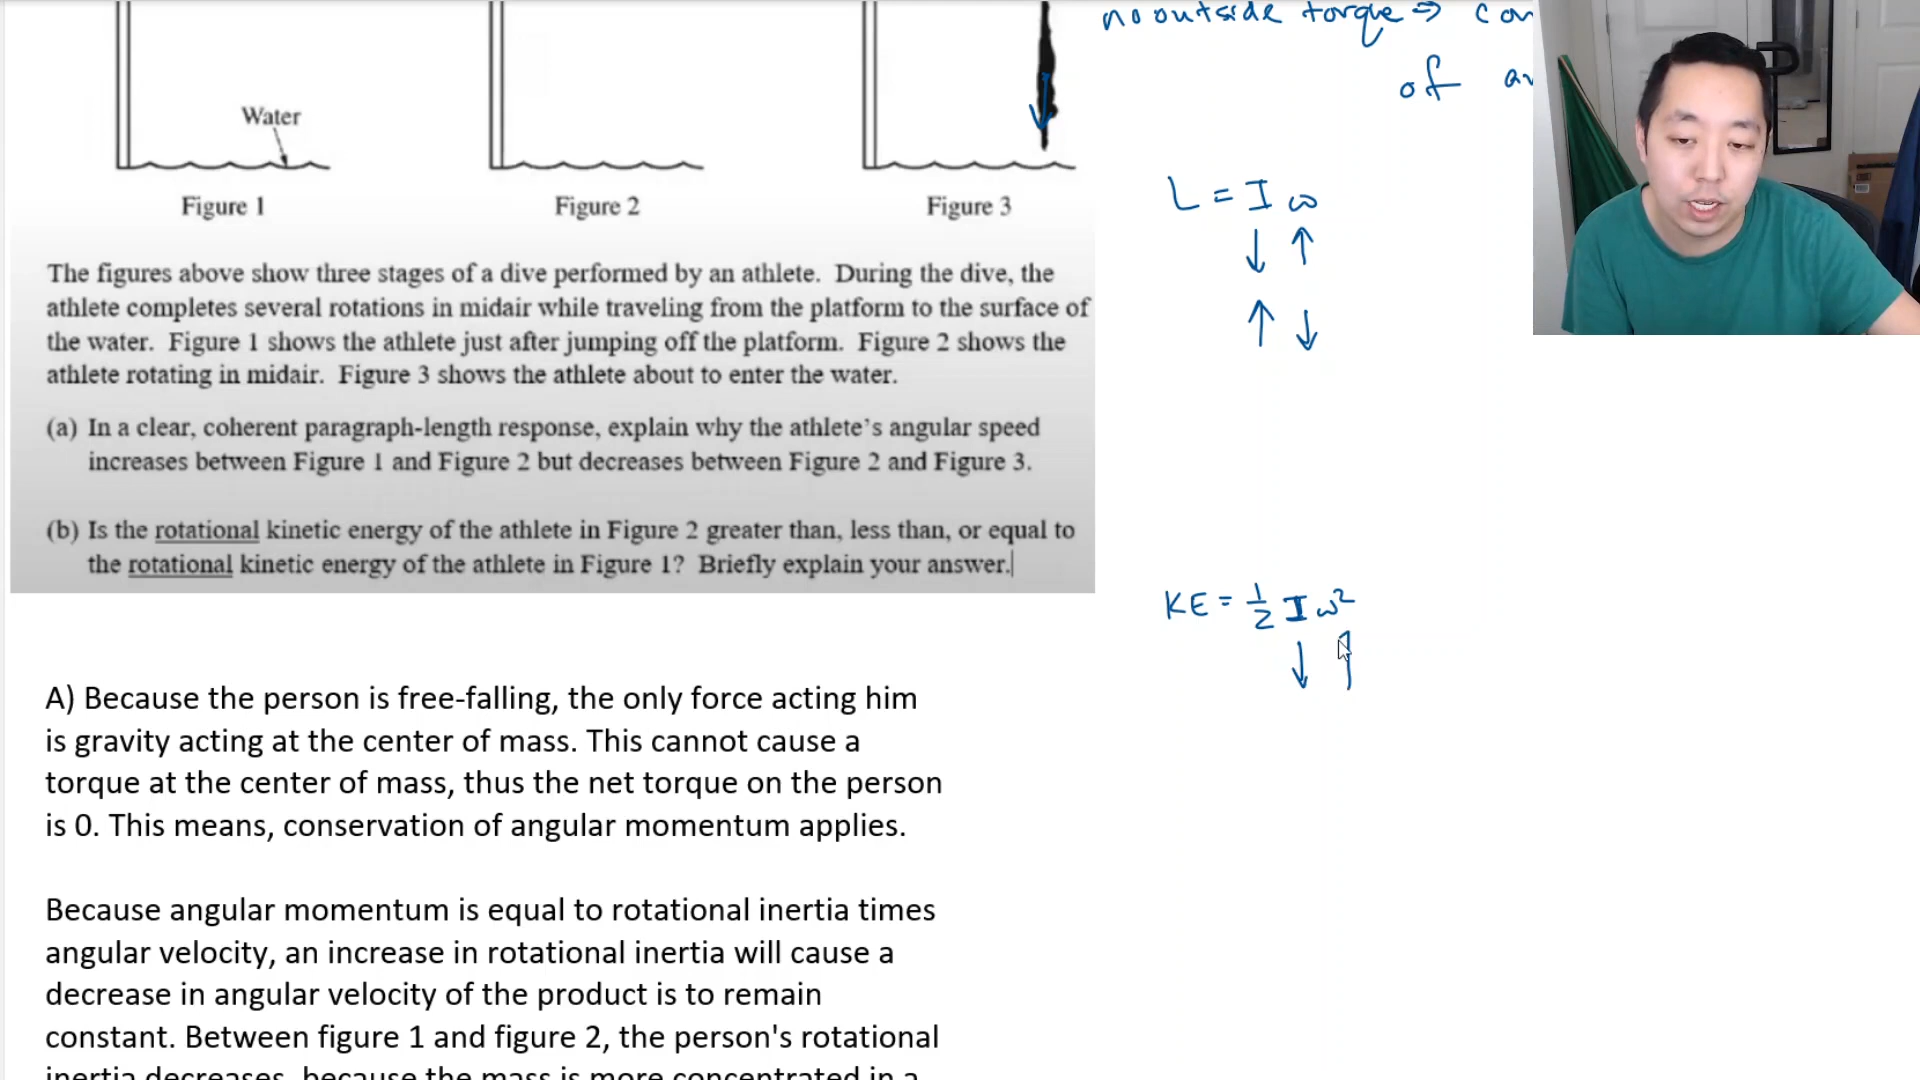 no outside torque ⇒ con
of
Water
Figure 1
Figure 2
Figure 3
L = I ω
↓ ↑
↑ ↓
The figures above show three stages of a dive performed by an athlete. During the dive, the
athlete completes several rotations in midair while traveling from the platform to the surface of
the water. Figure 1 shows the athlete just after jumping off the platform. Figure 2 shows the
athlete rotating in midair. Figure 3 shows the athlete about to enter the water.
(a) In a clear, coherent paragraph-length response, explain why the athlete's angular speed
increases between Figure 1 and Figure 2 but decreases between Figure 2 and Figure 3.
(b) Is the rotational kinetic energy of the athlete in Figure 2 greater than, less than, or equal to
the rotational kinetic energy of the athlete in Figure 1? Briefly explain your answer.
KE = 1/2 I ω²
↓ ↑
A) Because the person is free-falling, the only force acting him
is gravity acting at the center of mass. This cannot cause a
torque at the center of mass, thus the net torque on the person
is 0. This means, conservation of angular momentum applies.
Because angular momentum is equal to rotational inertia times
angular velocity, an increase in rotational inertia will cause a
decrease in angular velocity of the product is to remain
constant. Between figure 1 and figure 2, the person's rotational
inertia decreases, because the mass is more concentrated in a